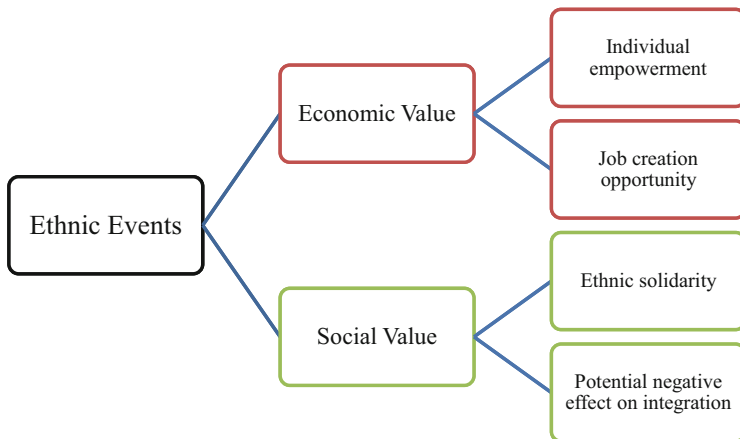 Individual
empowerment
Economic Value
Job creation
opportunity
Ethnic Events
Ethnic solidarity
Social Value
Potential negative
effect on integration